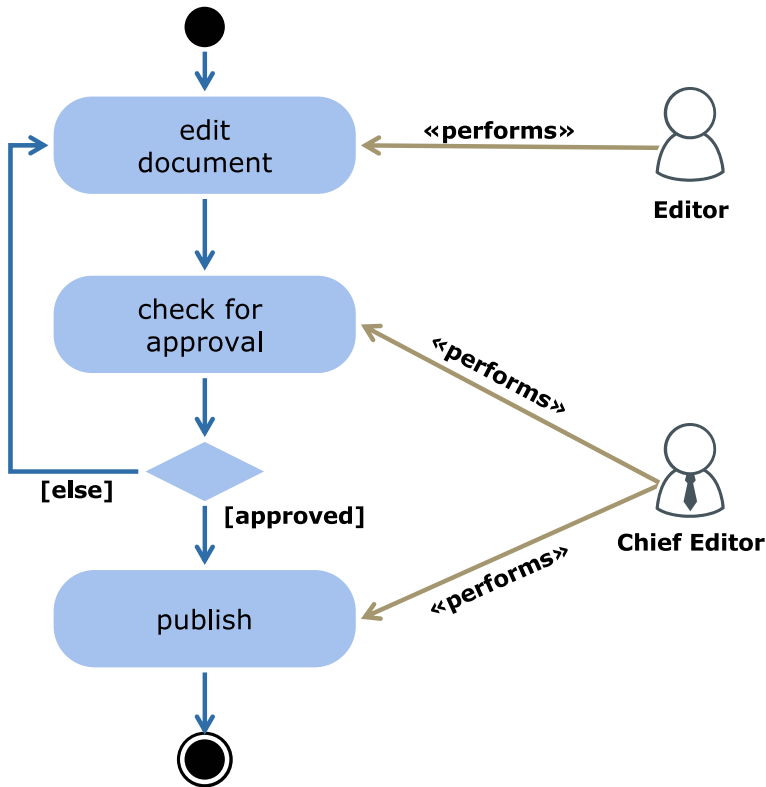 edit
document
«performs»
Editor
check for
approval
«performs»
[else]
[approved]
Chief Editor
«performs»
publish